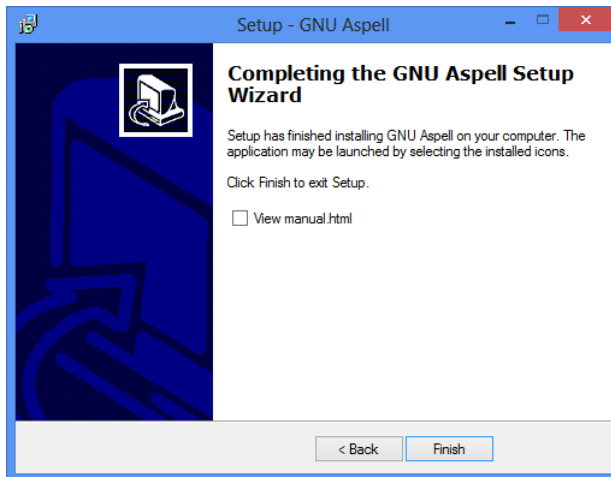 Setup - GNU Aspell
Completing the GNU Aspell Setup
Wizard
Setup has finished installing GNU Aspell on your computer. The
application may be launched by selecting the installed icons.
Click Finish to exit Setup.
View manual.html
< Back
Finish